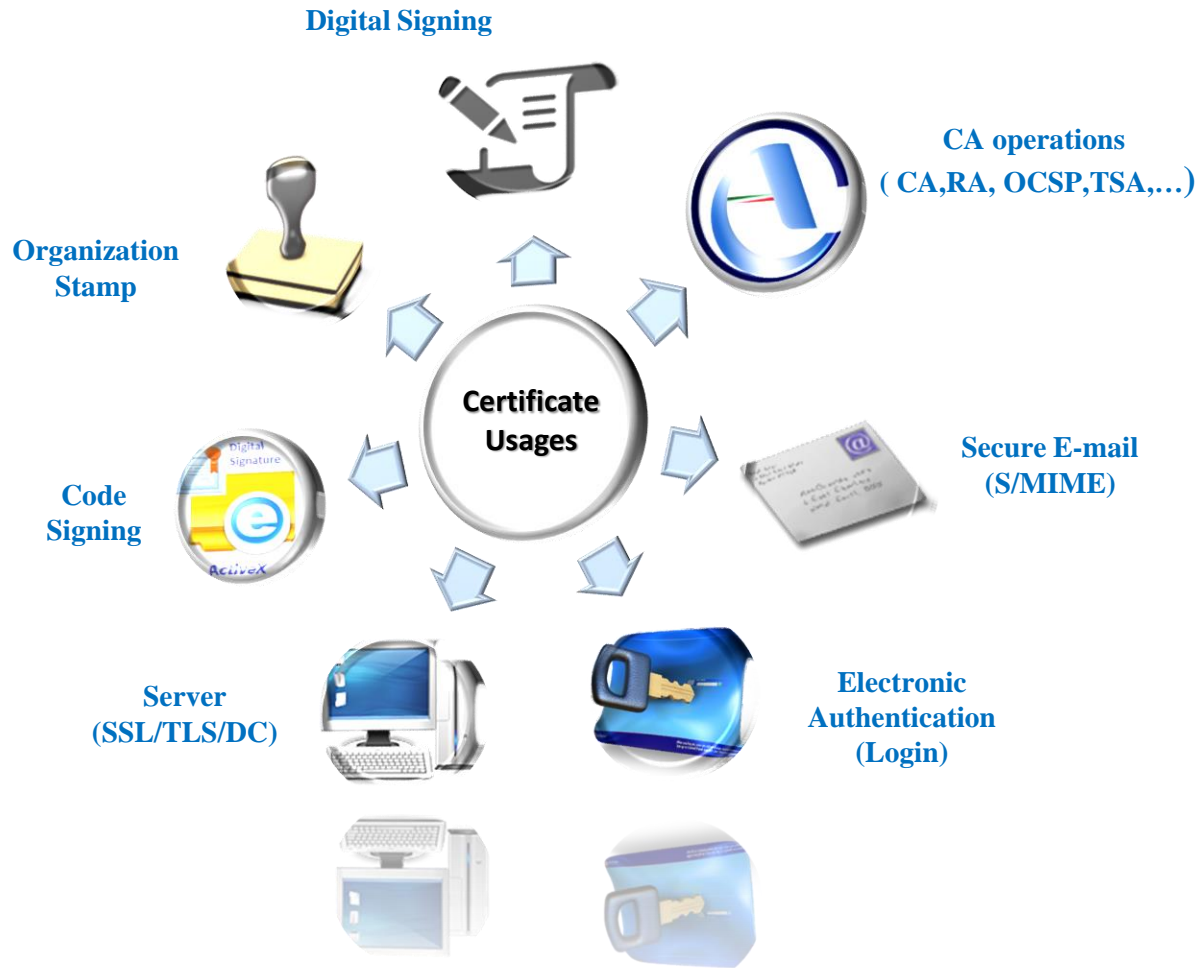 Digital Signing
CA operations
( CA,RA, OCSP,TSA,...)
Organization
Stamp
Certificate
Usages
Secure E-mail
(S/MIME)
Digital
Signature
ActiveX
Code
Signing
Server
(SSL/TLS/DC)
Electronic
Authentication
(Login)